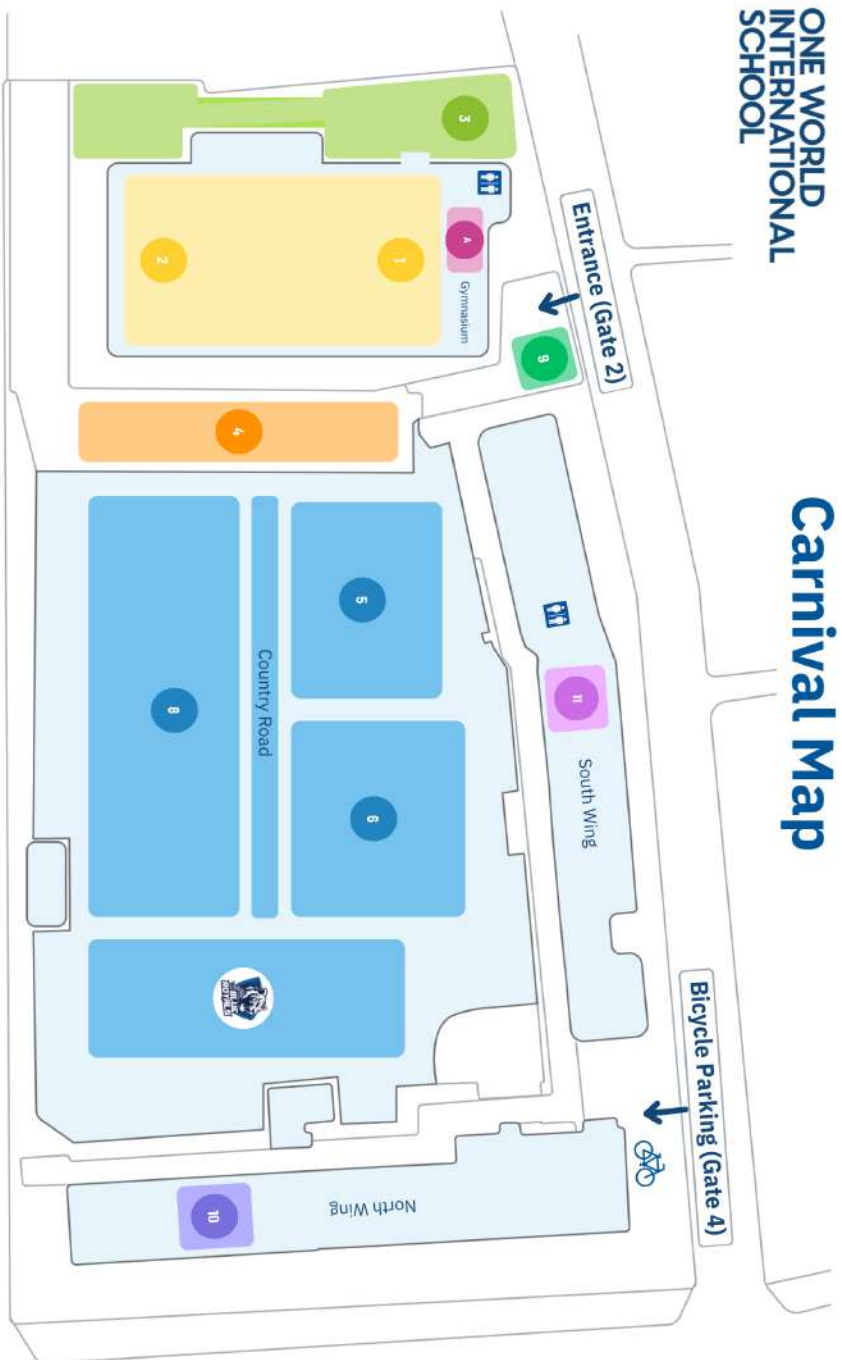 ONE WORLD
INTERNATIONAL
SCHOOL
Carnival Map
Entrance (Gate 2)
Bicycle Parking (Gate 4)
9
11
South Wing
3
A
Gymnasium
1
2
4
5
6
Country Road
8
North Wing
10